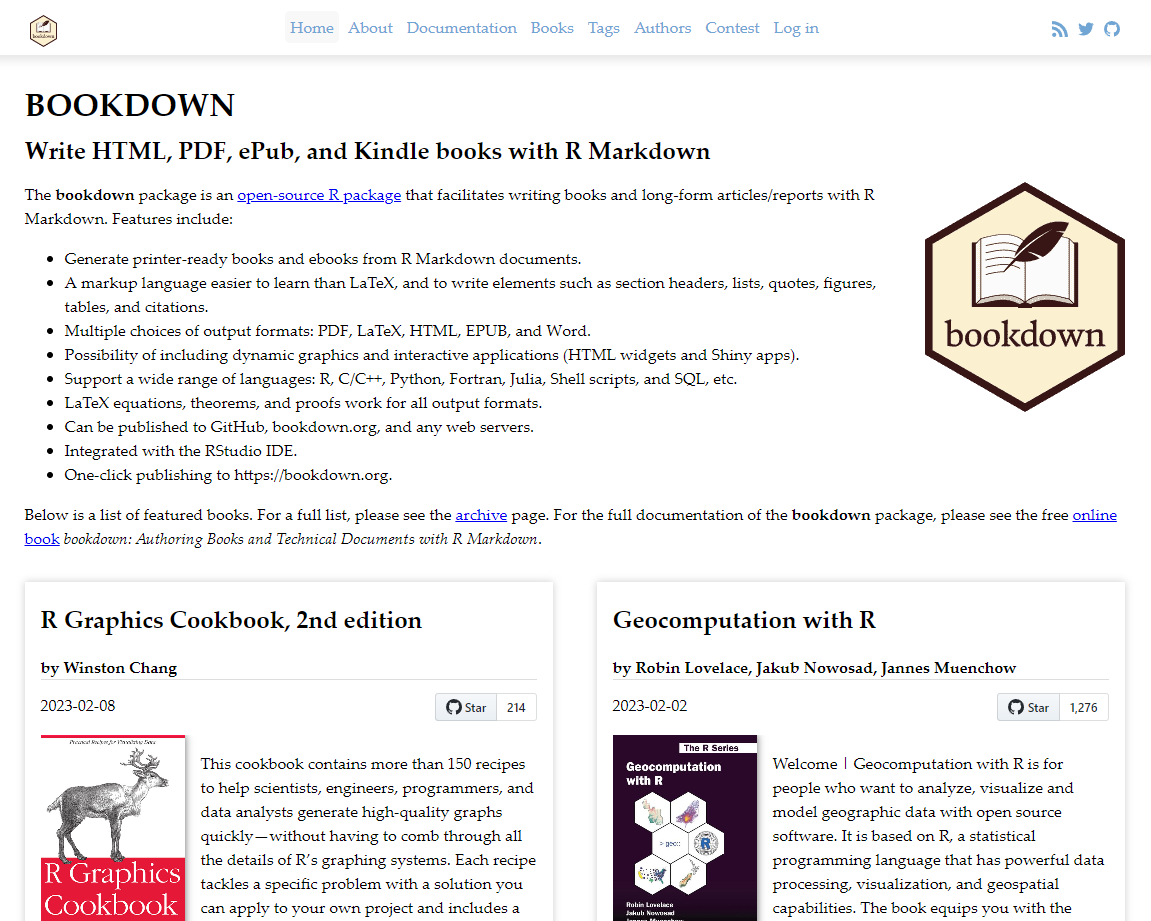 bookdown
Home About Documentation Books Tags Authors Contest Log in
BOOKDOWN
Write HTML, PDF, ePub, and Kindle books with R Markdown
The bookdown package is an open-source R package that facilitates writing books and long-form articles/reports with R
Markdown. Features include:
• Generate printer-ready books and ebooks from R Markdown documents.
• A markup language easier to learn than LaTeX, and to write elements such as section headers, lists, quotes, figures,
tables, and citations.
• Multiple choices of output formats: PDF, LaTeX, HTML, EPUB, and Word.
• Possibility of including dynamic graphics and interactive applications (HTML widgets and Shiny apps).
• Support a wide range of languages: R, C/C++, Python, Fortran, Julia, Shell scripts, and SQL, etc.
• LaTeX equations, theorems, and proofs work for all output formats.
• Can be published to GitHub, bookdown.org, and any web servers.
• Integrated with the RStudio IDE.
• One-click publishing to https://bookdown.org.
bookdown
Below is a list of featured books. For a full list, please see the archive page. For the full documentation of the bookdown package, please see the free online
book bookdown: Authoring Books and Technical Documents with R Markdown.
R Graphics Cookbook, 2nd edition
by Winston Chang
2023-02-08
Star 214
Practical Recipes for Visualizing Data
R Graphics
Cookbook
This cookbook contains more than 150 recipes
to help scientists, engineers, programmers, and
data analysts generate high-quality graphs
quickly—without having to comb through all
the details of R’s graphing systems. Each recipe
tackles a specific problem with a solution you
can apply to your own project and includes a
Geocomputation with R
by Robin Lovelace, Jakub Nowosad, Jannes Muenchow
2023-02-02
Star 1,276
The R Series
Geocomputation
with R
> geo::
R
Robin Lovelace
Jakub Nowosad
Jannes Muenchow
Welcome | Geocomputation with R is for
people who want to analyze, visualize and
model geographic data with open source
software. It is based on R, a statistical
programming language that has powerful data
processing, visualization, and geospatial
capabilities. The book equips you with the